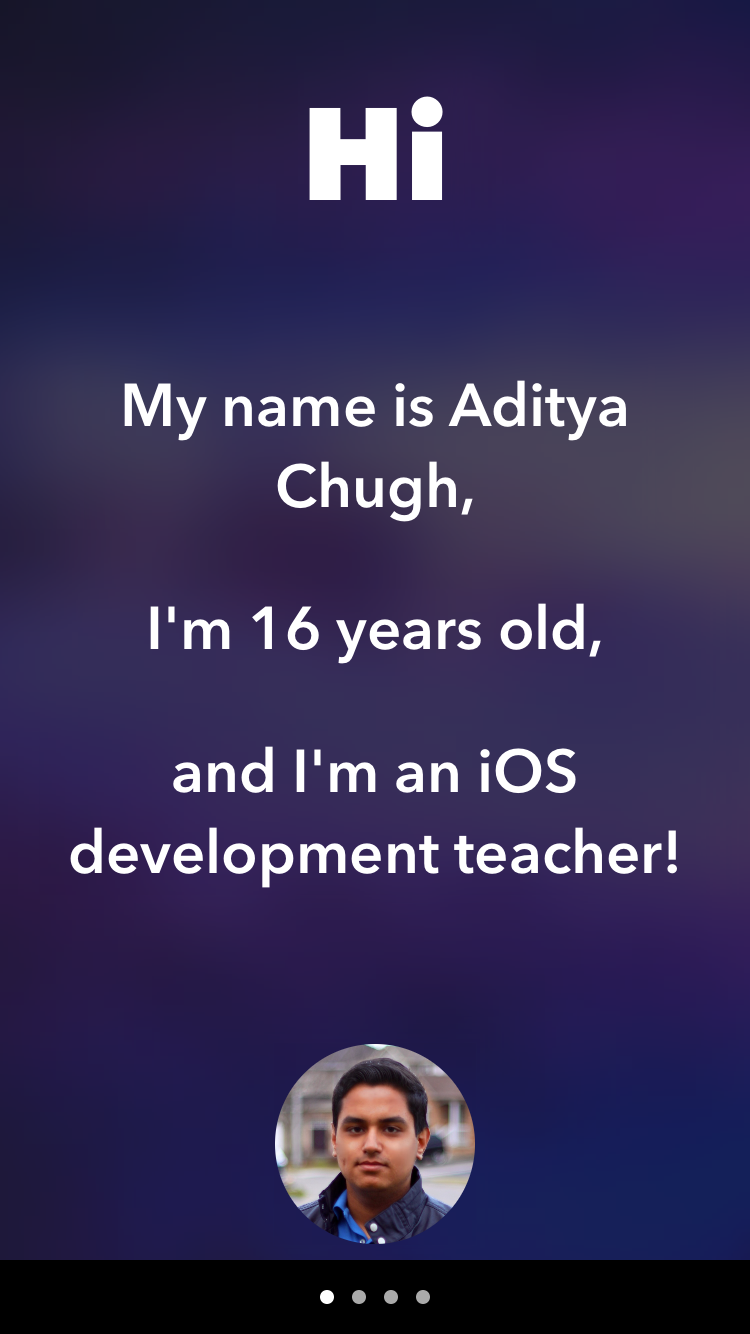 Hi
My name is Aditya
Chugh,
I'm 16 years old,
and I'm an iOS
development teacher!